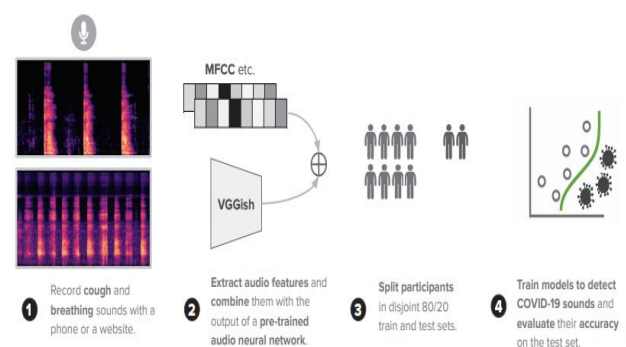 MFCC etc.
VGGish
1
Record cough and
breathing sounds with a
phone or a website.
2
Extract audio features and
combine them with the
output of a pre-trained
audio neural network.
3
Split participants
in disjoint 80/20
train and test sets.
4
Train models to detect
COVID-19 sounds and
evaluate their accuracy
on the test set.